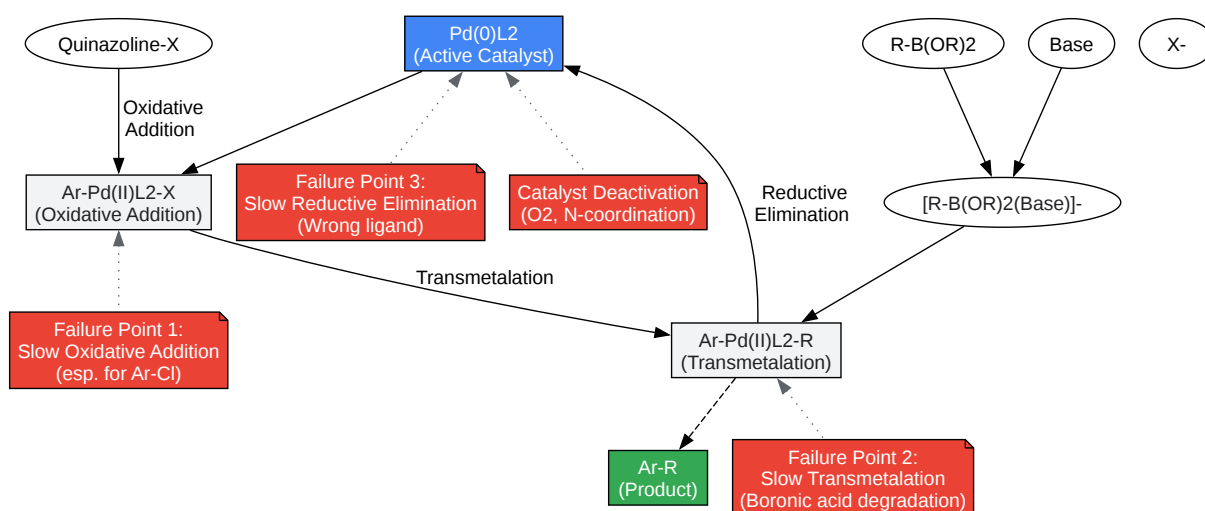 Quinazoline-X
Pd(0)L2
(Active Catalyst)
R-B(OR)2
Base
X-
Oxidative
Addition
Ar-Pd(II)L2-X
(Oxidative Addition)
Failure Point 3:
Slow Reductive Elimination
(Wrong ligand)
Catalyst Deactivation
(O2, N-coordination)
Reductive
Elimination
[R-B(OR)2(Base)]-
Transmetalation
Failure Point 1:
Slow Oxidative Addition
(esp. for Ar-Cl)
Ar-Pd(II)L2-R
(Transmetalation)
Ar-R
(Product)
Failure Point 2:
Slow Transmetalation
(Boronic acid degradation)